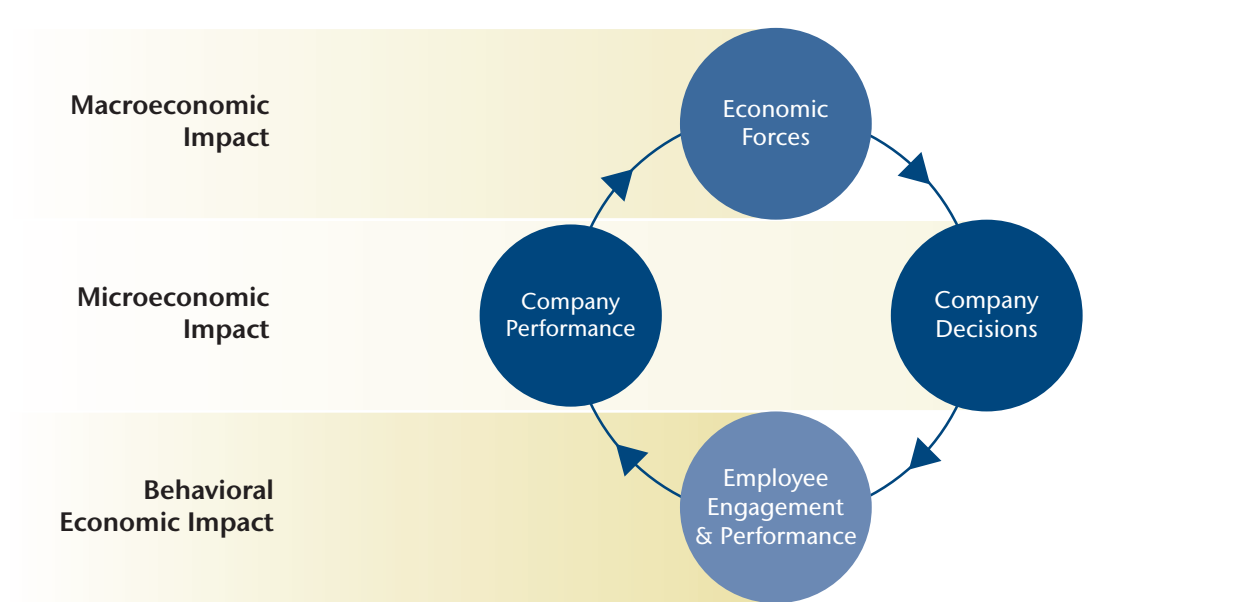 Macroeconomic
Impact
Economic
Forces
Microeconomic
Impact
Company
Performance
Company
Decisions
Behavioral
Economic Impact
Employee
Engagement
& Performance